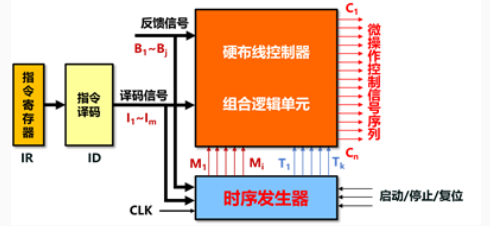 反馈信号
B1~Bj
硬布线控制器
组合逻辑单元
C1
微操作控制信号序列
Cn
指令寄存器
IR
指令译码
ID
译码信号
I1~Im
M1
Mi
T1
Tk
时序发生器
CLK
启动/停止/复位